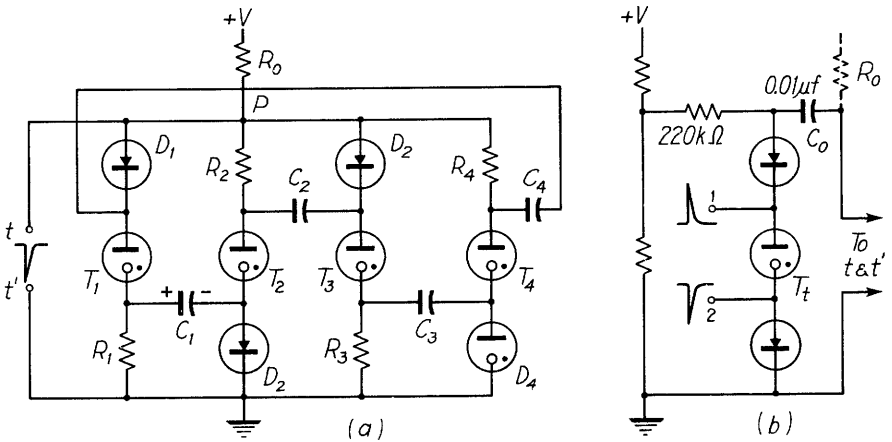 +V
R₀
P
D₁
R₂
D₂
R₄
C₂
C₄
t
t'
T₁
T₂
T₃
T₄
+
-
C₁
C₃
R₁
D₂
R₃
D₄
(a)
+V
R₀
0.01μf
C₀
220kΩ
1
2
Tₜ
To
t & t'
(b)